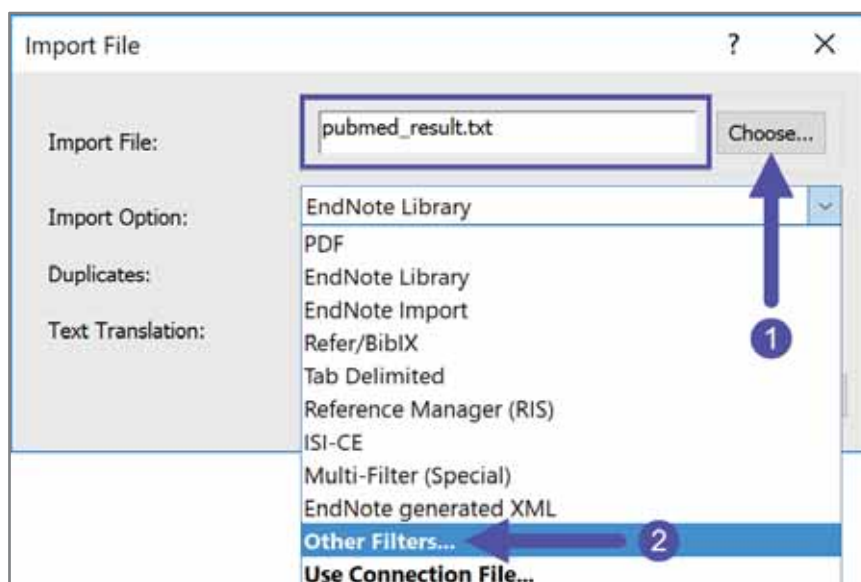 Import File
?
Import File:
pubmed_result.txt
Choose...
Import Option:
EndNote Library
PDF
Duplicates:
EndNote Library
EndNote Import
Text Translation:
Refer/BibIX
1
Tab Delimited
Reference Manager (RIS)
ISI-CE
Multi-Filter (Special)
EndNote generated XML
Other Filters...
2
Use Connection File...